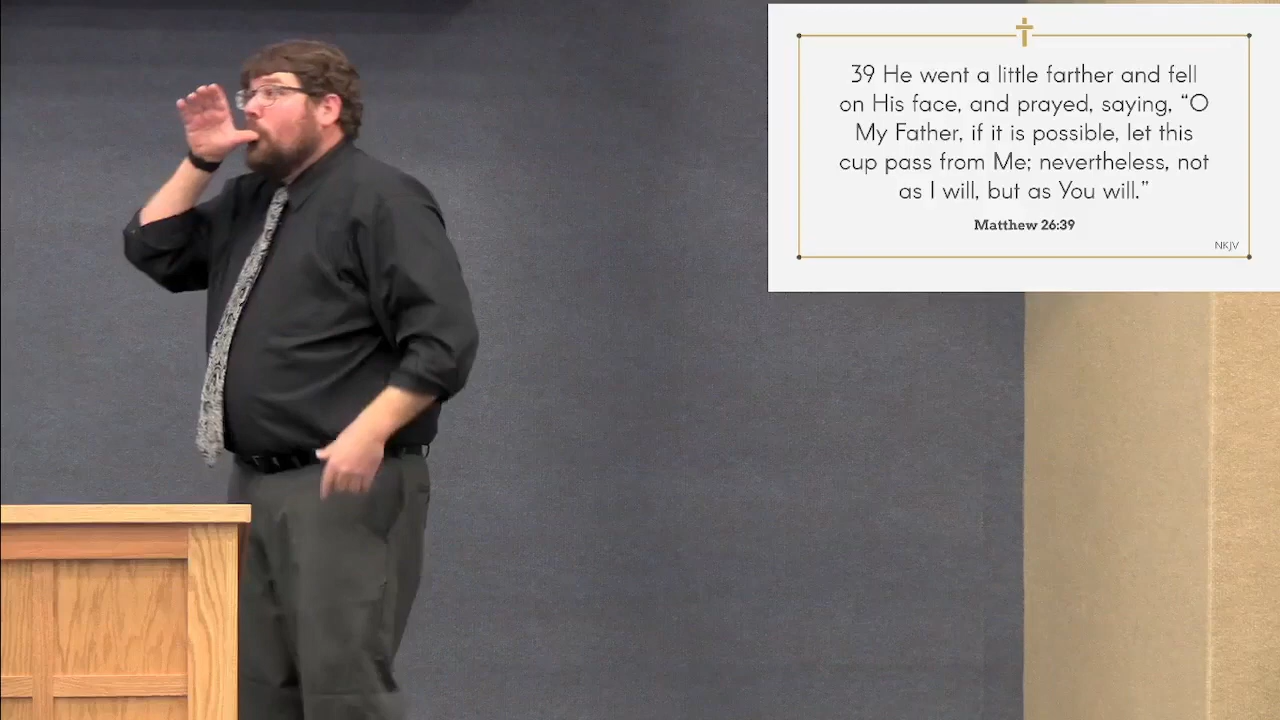 39 He went a little farther and fell
on His face, and prayed, saying, “O
My Father, if it is possible, let this
cup pass from Me; nevertheless, not
as I will, but as You will.”
Matthew 26:39
NKJV